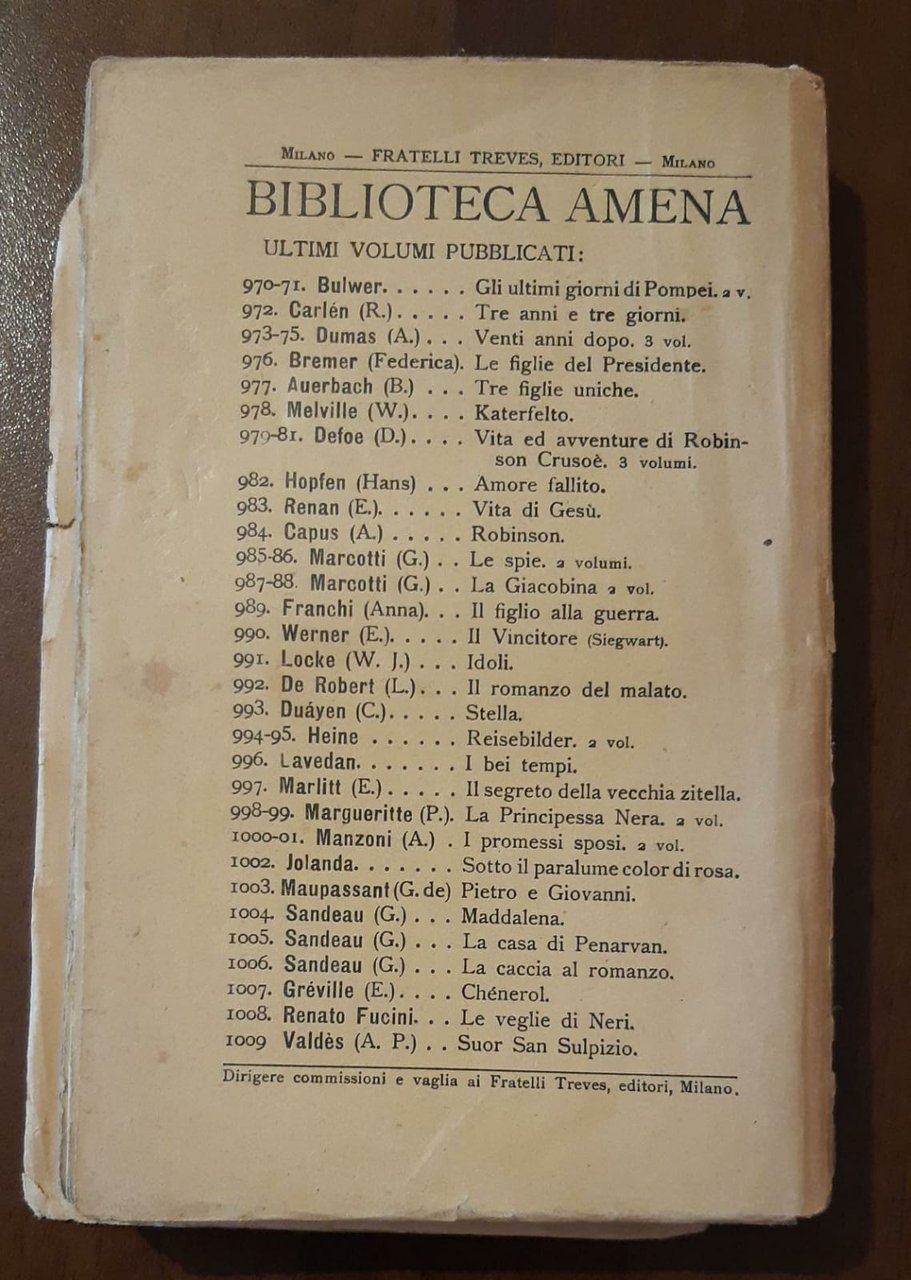 MILANO — FRATELLI TREVES, EDITORI — MILANO
BIBLIOTECA AMENA
ULTIMI VOLUMI PUBBLICATI:
970-71. Bulwer. . . . . . Gli ultimi giorni di Pompei. 2 v.
972. Carlén (R.). . . . . Tre anni e tre giorni.
973-75. Dumas (A.) . . . Venti anni dopo. 3 vol.
976. Bremer (Federica). Le figlie del Presidente.
977. Auerbach (B.) . . . Tre figlie uniche.
978. Melville (W.). . . . Katerfelto.
979-81. Defoe (D.). . . . Vita ed avventure di Robin-
son Crusoè. 3 volumi.
982. Hopfen (Hans) . . . Amore fallito.
983. Renan (E.). . . . . . Vita di Gesù.
984. Capus (A.) . . . . . Robinson.
985-86. Marcotti (G.) . . Le spie. 2 volumi.
987-88. Marcotti (G.) . . La Giacobina 2 vol.
989. Franchi (Anna). . . Il figlio alla guerra.
990. Werner (E.). . . . . Il Vincitore (Siegwart).
991. Locke (W. J.) . . . Idoli.
992. De Robert (L.). . . Il romanzo del malato.
993. Duáyen (C.). . . . . Stella.
994-95. Heine . . . . . . Reisebilder. 2 vol.
996. Lavedan. . . . . . . I bei tempi.
997. Marlitt (E.) . . . . . Il segreto della vecchia zitella.
998-99. Margueritte (P.). La Principessa Nera. 2 vol.
1000-01. Manzoni (A.) . I promessi sposi. 2 vol.
1002. Jolanda. . . . . . . Sotto il paralume color di rosa.
1003. Maupassant (G. de) Pietro e Giovanni.
1004. Sandeau (G.) . . . Maddalena.
1005. Sandeau (G.) . . . La casa di Penarvan.
1006. Sandeau (G.) . . . La caccia al romanzo.
1007. Gréville (E.). . . . Chénerol.
1008. Renato Fucini. . . Le veglie di Neri.
1009 Valdès (A. P.) . . Suor San Sulpizio.
Dirigere commissioni e vaglia ai Fratelli Treves, editori, Milano.